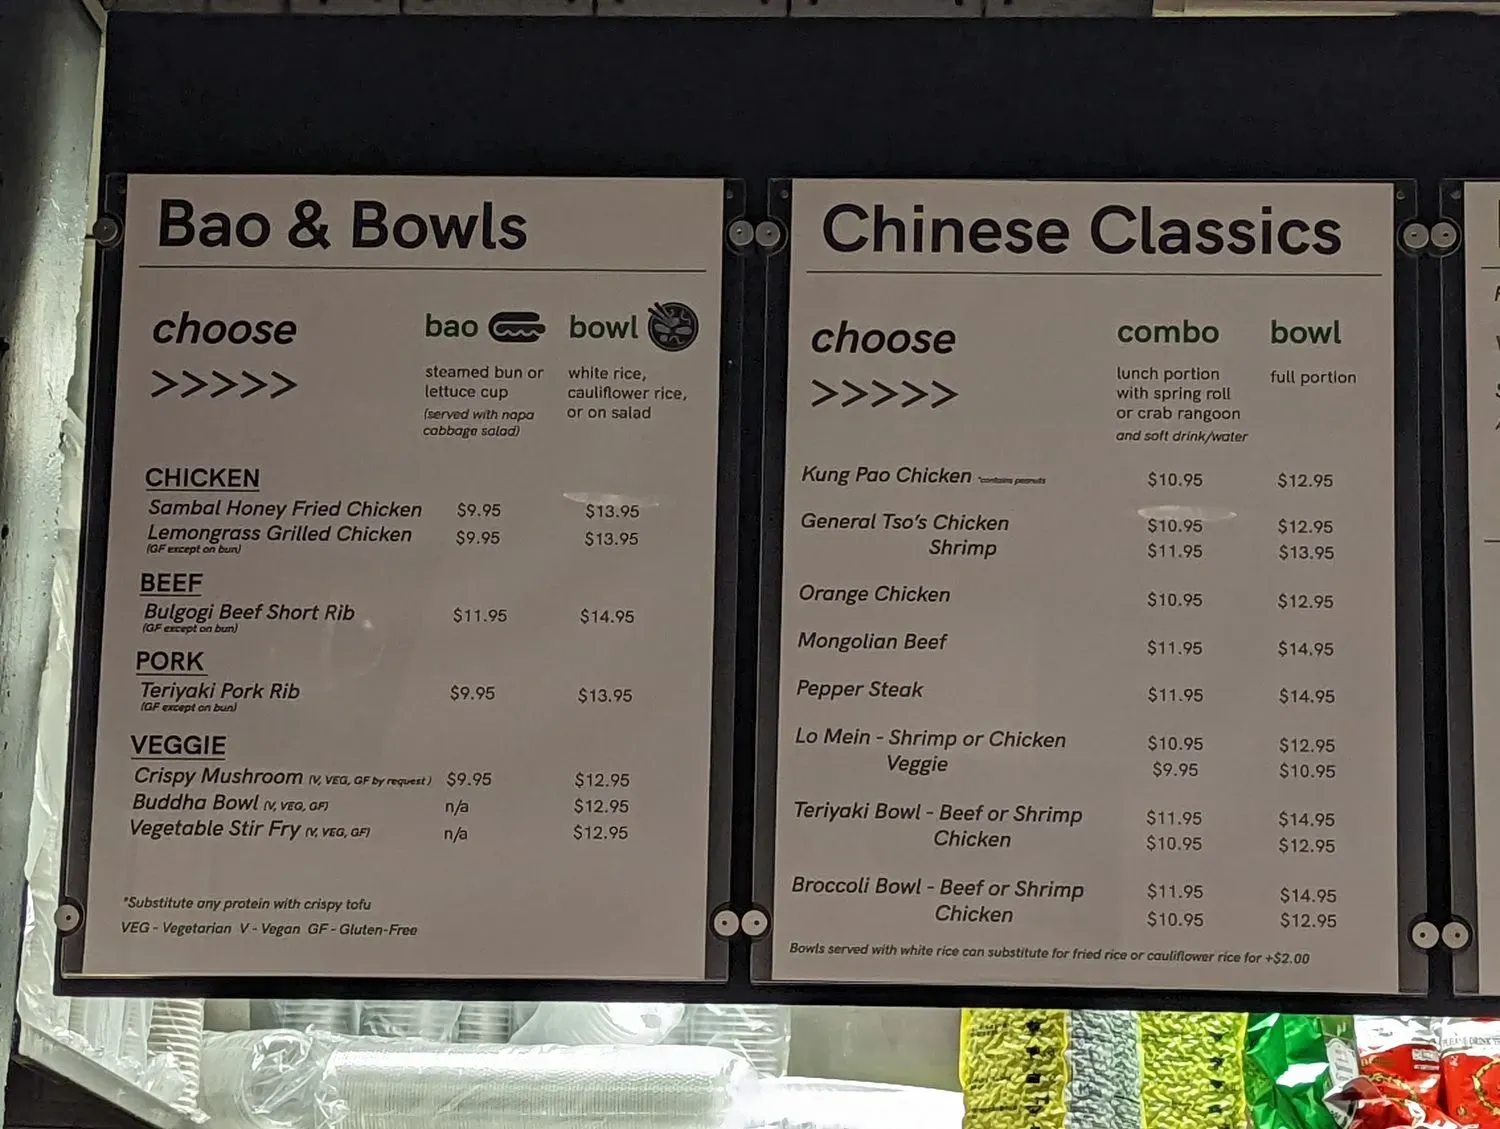 Bao & Bowls
choose
>>>>>
bao
steamed bun or
lettuce cup
(served with napa
cabbage salad)
bowl
white rice,
cauliflower rice,
or on salad
CHICKEN
Sambal Honey Fried Chicken $9.95 $13.95
Lemongrass Grilled Chicken $9.95 $13.95
(GF except on bun)
BEEF
Bulgogi Beef Short Rib $11.95 $14.95
(GF except on bun)
PORK
Teriyaki Pork Rib $9.95 $13.95
(GF except on bun)
VEGGIE
Crispy Mushroom (V, VEG, GF by request) $9.95 $12.95
Buddha Bowl (V, VEG, GF) n/a $12.95
Vegetable Stir Fry (V, VEG, GF) n/a $12.95
*Substitute any protein with crispy tofu
VEG - Vegetarian V - Vegan GF - Gluten-Free
Chinese Classics
choose
>>>>>
combo
lunch portion
with spring roll
or crab rangoon
and soft drink/water
bowl
full portion
Kung Pao Chicken *contains peanuts $10.95 $12.95
General Tso's Chicken $10.95 $12.95
Shrimp $11.95 $13.95
Orange Chicken $10.95 $12.95
Mongolian Beef $11.95 $14.95
Pepper Steak $11.95 $14.95
Lo Mein - Shrimp or Chicken $10.95 $12.95
Veggie $9.95 $10.95
Teriyaki Bowl - Beef or Shrimp $11.95 $14.95
Chicken $10.95 $12.95
Broccoli Bowl - Beef or Shrimp $11.95 $14.95
Chicken $10.95 $12.95
Bowls served with white rice can substitute for fried rice or cauliflower rice for +$2.00